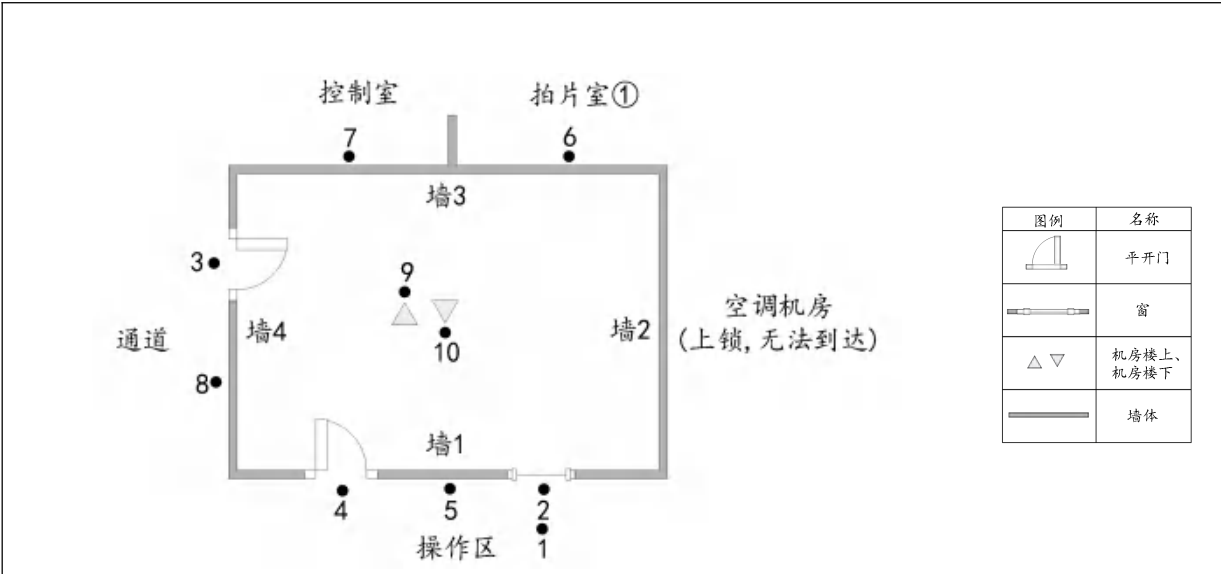 控制室
拍片室①
7
6
墙3
3
9
通道
墙4
10
墙2
空调机房
(上锁,无法到达)
8
墙1
4
5
2
操作区
1
图例
名称
平开门
窗
机房楼上、
机房楼下
墙体